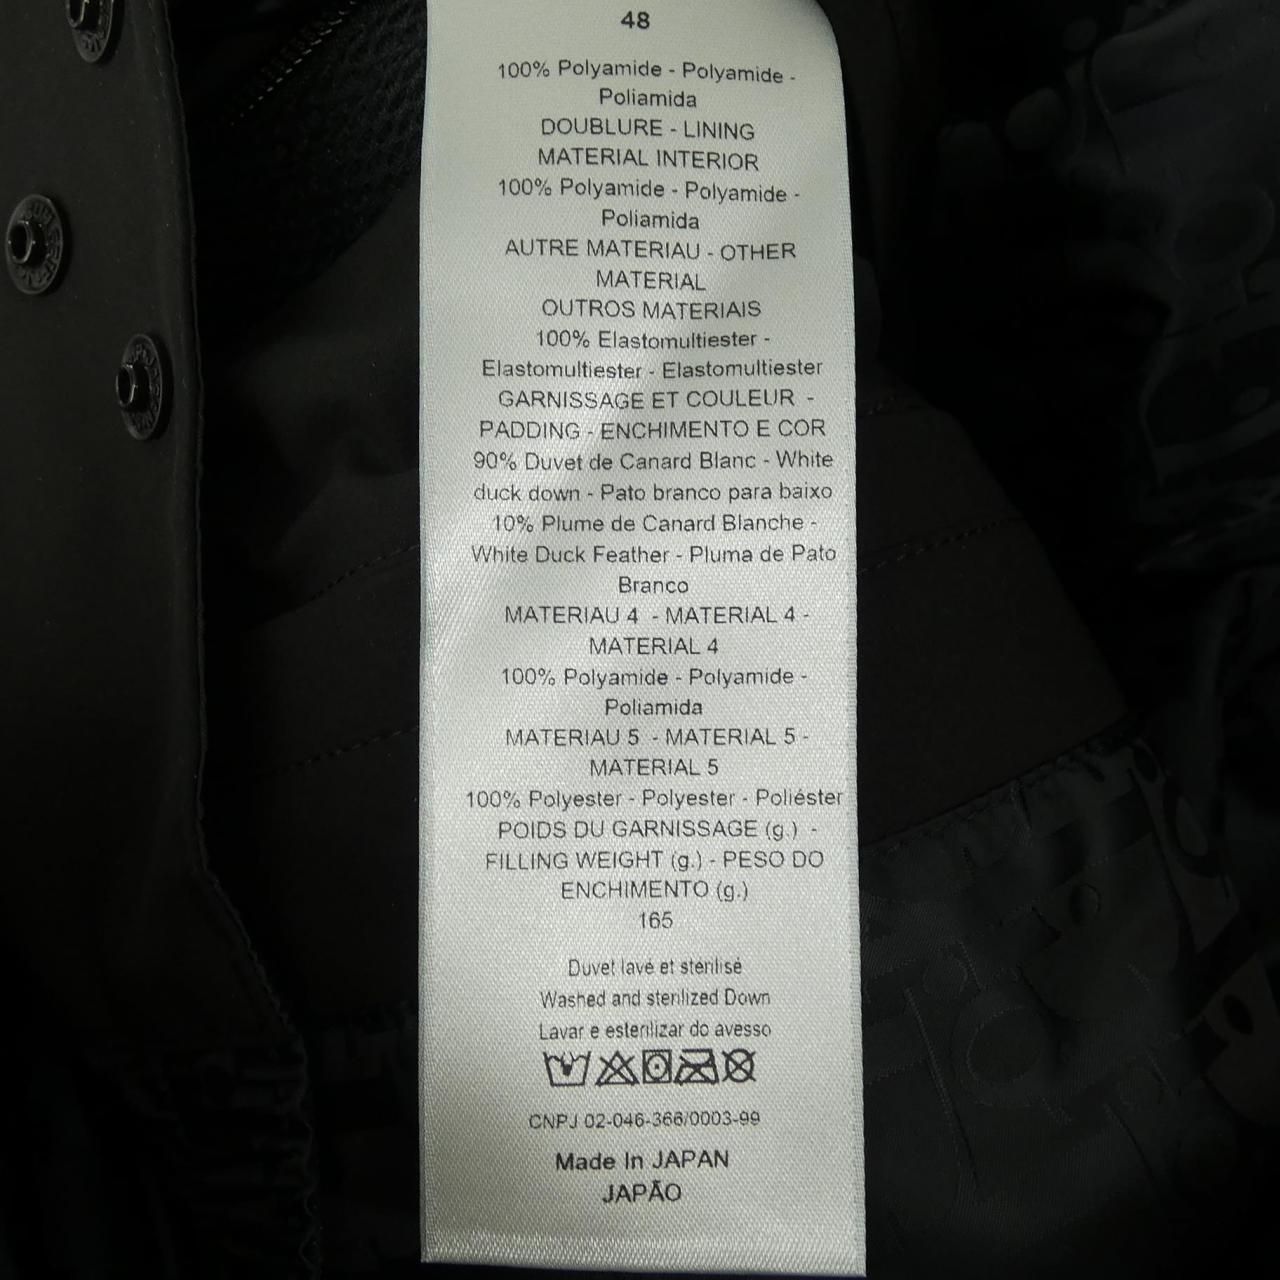 48
100% Polyamide - Polyamide -
Poliamida
DOUBLURE - LINING
MATERIAL INTERIOR
100% Polyamide - Polyamide -
Poliamida
AUTRE MATERIAU - OTHER
MATERIAL
OUTROS MATERIAIS
100% Elastomultiester -
Elastomultiester - Elastomultiester
GARNISSAGE ET COULEUR -
PADDING - ENCHIMENTO E COR
90% Duvet de Canard Blanc - White
duck down - Pato branco para baixo
10% Plume de Canard Blanche -
White Duck Feather - Pluma de Pato
Branco
MATERIAU 4 - MATERIAL 4 -
MATERIAL 4
100% Polyamide - Polyamide -
Poliamida
MATERIAU 5 - MATERIAL 5 -
MATERIAL 5
100% Polyester - Polyester - Poliéster
POIDS DU GARNISSAGE (g.) -
FILLING WEIGHT (g.) - PESO DO
ENCHIMENTO (g.)
165
Duvet lavé et stérilisé
Washed and sterilized Down
Lavar e esterilizar do avesso
CNPJ 02-046-366/0003-99
Made In JAPAN
JAPÃO